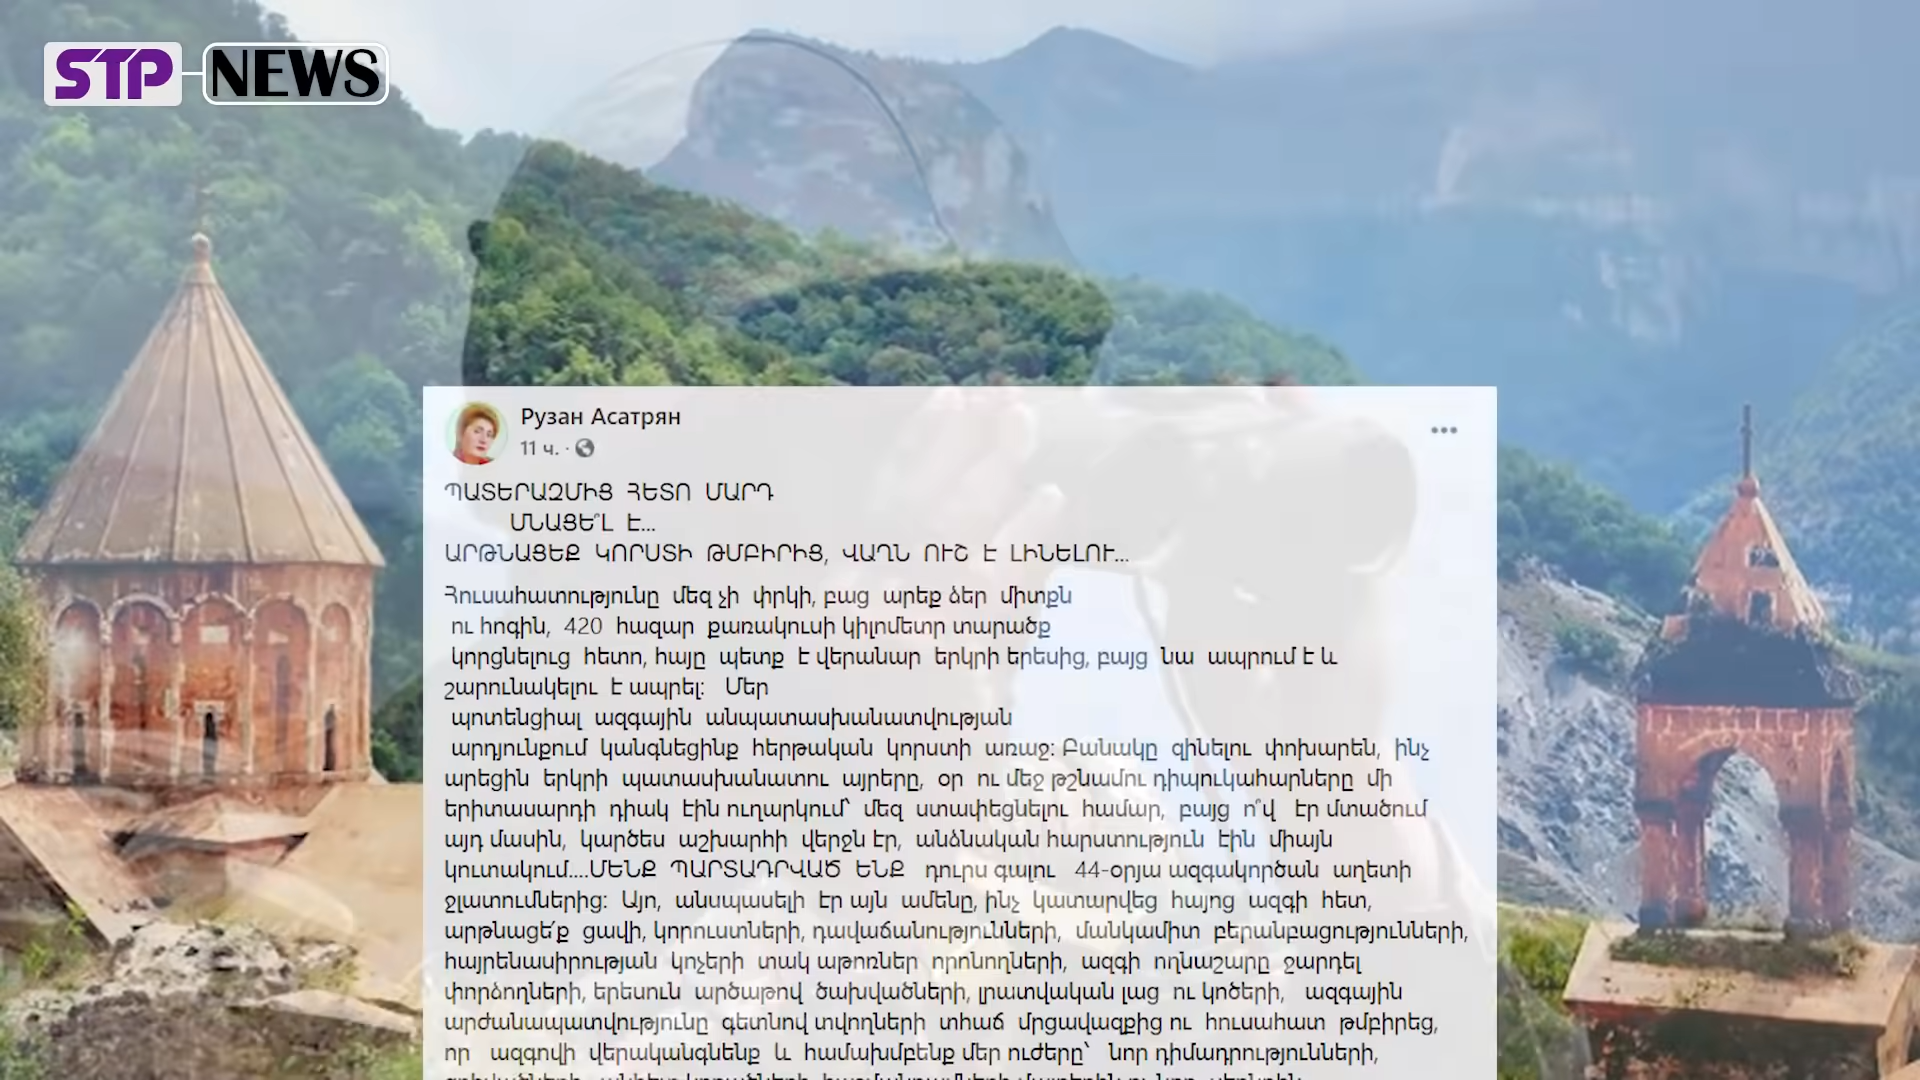 STP NEWS
Рузан Асатрян
11 ч. ·
ՊԱՏԵՐԱԶՄԻՑ ՀԵՏՈ ՄԱՐԴ
ՄՆԱՑԵ՞Լ Է...
ԱՐԹՆԱՑԵՔ ԿՈՐՍՏԻ ԹՄԲԻՐԻՑ, ՎԱՂՆ ՈՒՇ Է ԼԻՆԵԼՈՒ...
Հուսահատությունը մեզ չի փրկի, բաց արեք ձեր միտքն
ու հոգին, 420 հազար քառակուսի կիլոմետր տարածք
կորցնելուց հետո, հայը պետք է վերանար երկրի երեսից, բայց նա ապրում է և
շարունակելու է ապրել։ Մեր
պոտենցիալ ազգային անպատասխանատվության
արդյունքում կանգնեցինք հերթական կորստի առաջ։ Բանակը զինելու փոխարեն, ինչ
արեցին երկրի պատասխանատու այրերը, օր ու մեջ թշնամու դիպուկահարները մի
երիտասարդի դիակ էին ուղարկում՝ մեզ ստափեցնելու համար, բայց ո՞վ էր մտածում
այդ մասին, կարծես աշխարհի վերջն էր, անձնական հարստություն էին միայն
կուտակում....ՄԵՆՔ ՊԱՐՏԱԴՐՎԱԾ ԵՆՔ դուրս գալու 44-օրյա ազգակործան աղետի
ջլատումներից։ Այո, անսպասելի էր այն ամենը, ինչ կատարվեց հայոց ազգի հետ,
արթնացե՛ք ցավի, կորուստների, դավաճանությունների, մանկամիտ բերանբացությունների,
հայրենասիրության կոչերի տակ աթոռներ որոնողների, ազգի ողնաշարը ջարդել
փորձողների, երեսուն արծաթով ծախվածների, լրատվական լաց ու կոծերի, ազգային
արժանապատվությունը գետնով տվողների տհաճ մրցավազքից ու հուսահատ թմբիրեց,
որ ազգովի վերականգնենք և համախմբենք մեր ուժերը՝ նոր դիմադրությունների,